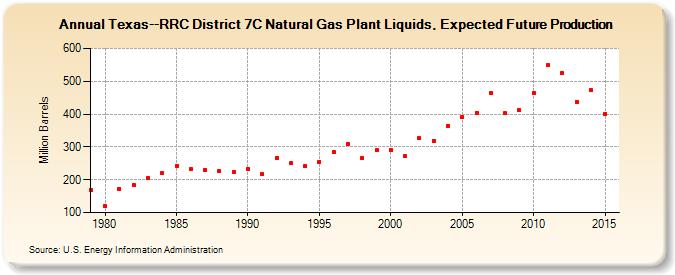 Annual Texas--RRC District 7C Natural Gas Plant Liquids, Expected Future Production
Million Barrels
600
500
400
300
200
100
1980 1985 1990 1995 2000 2005 2010 2015
Source: U.S. Energy Information Administration